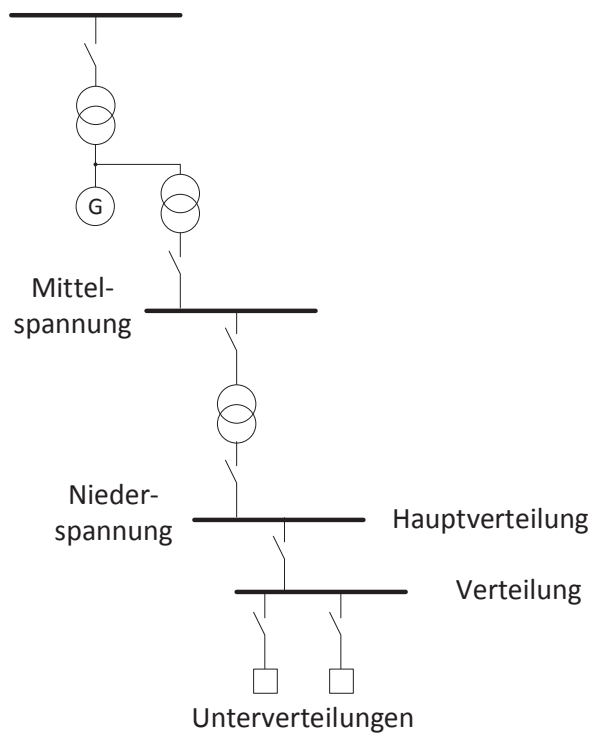 G
Mittel-
spannung
Nieder-
spannung
Hauptverteilung
Verteilung
Unterverteilungen